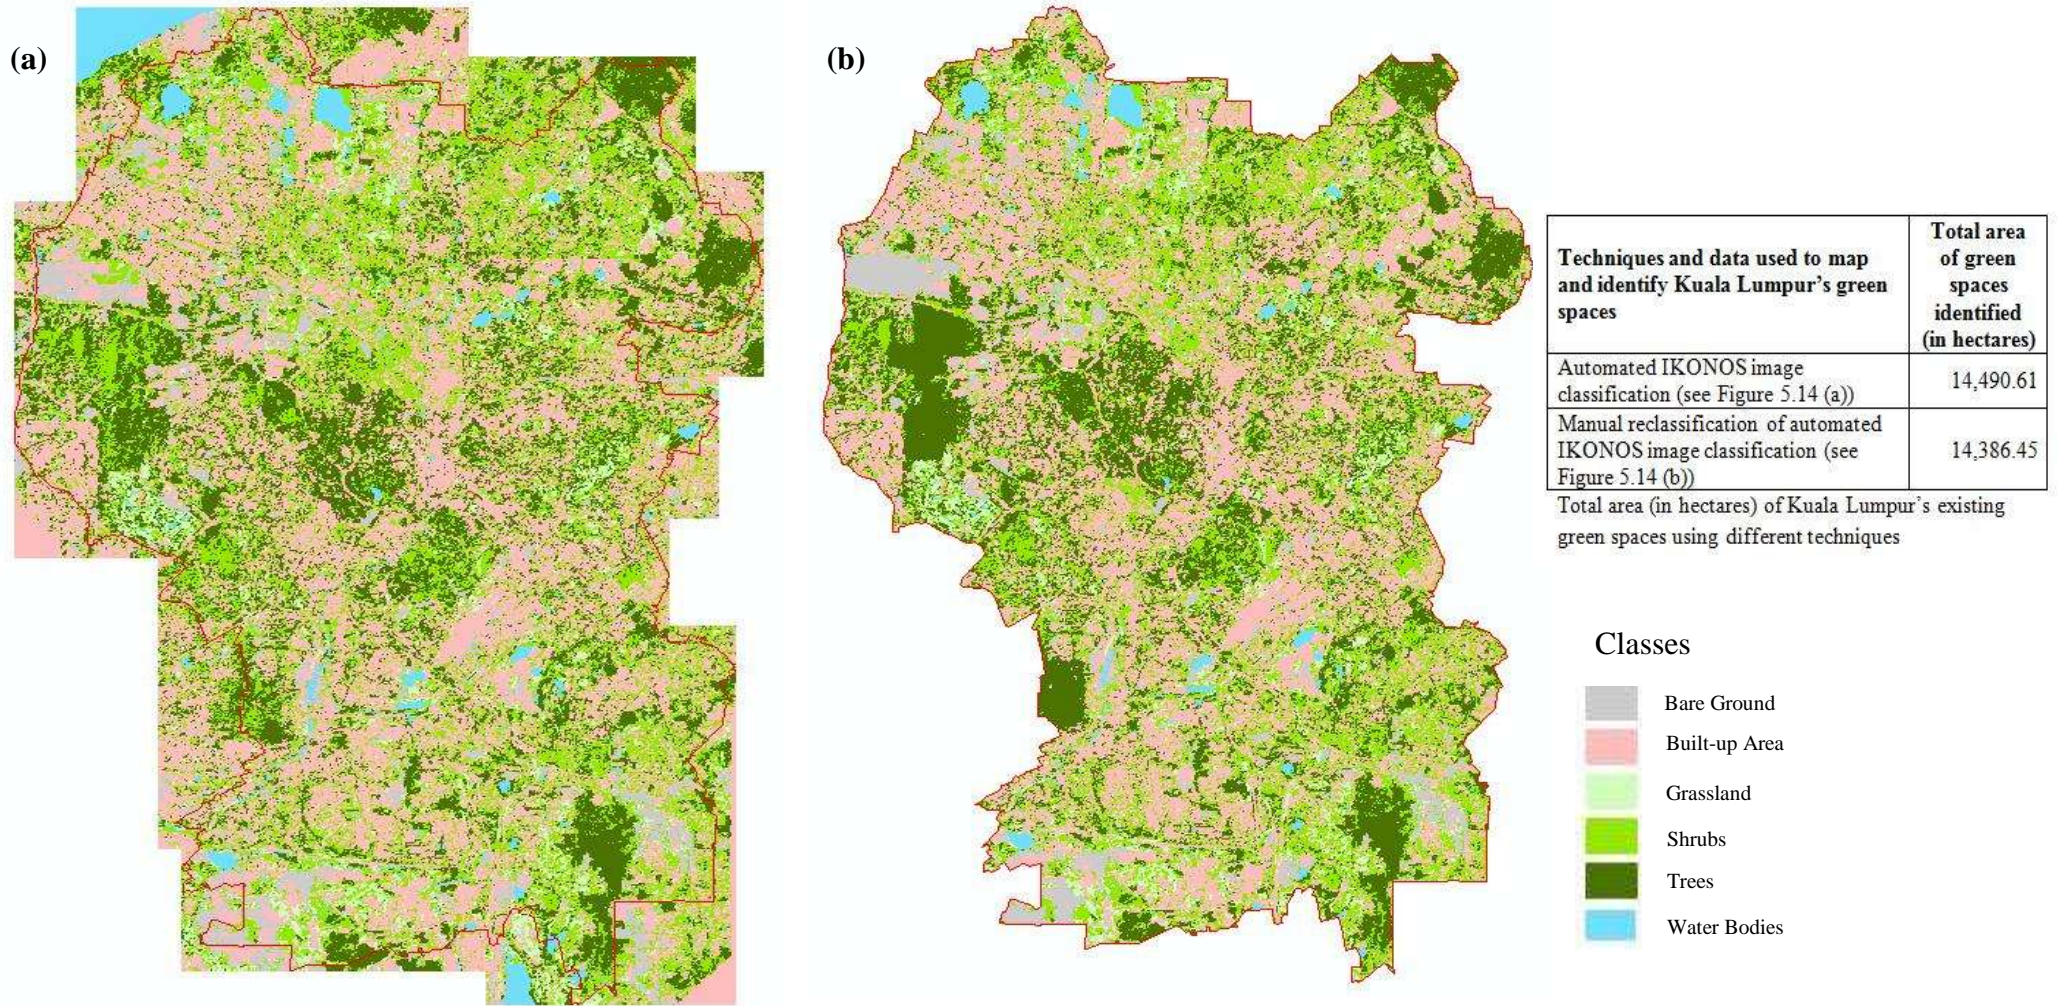 (a)
(b)
Techniques and data used to map
and identify Kuala Lumpur's green
spaces
Total area
of green
spaces
identified
(in hectares)
Automated IKONOS image
classification (see Figure 5.14 (a))
14,490.61
Manual reclassification of automated
IKONOS image classification (see
Figure 5.14 (b))
14,386.45
Total area (in hectares) of Kuala Lumpur's existing
green spaces using different techniques
Classes
Bare Ground
Built-up Area
Grassland
Shrubs
Trees
Water Bodies